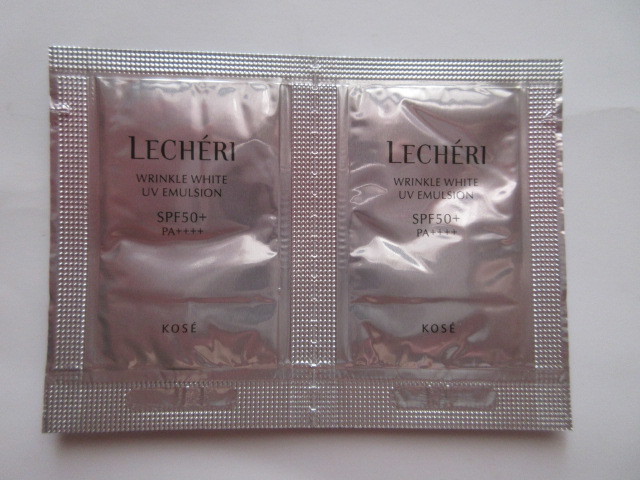 LECHÉRI
WRINKLE WHITE
UV EMULSION
SPF50+
PA++++
KOSÉ
LECHÉRI
WRINKLE WHITE
UV EMULSION
SPF50+
PA++++
KOSÉ